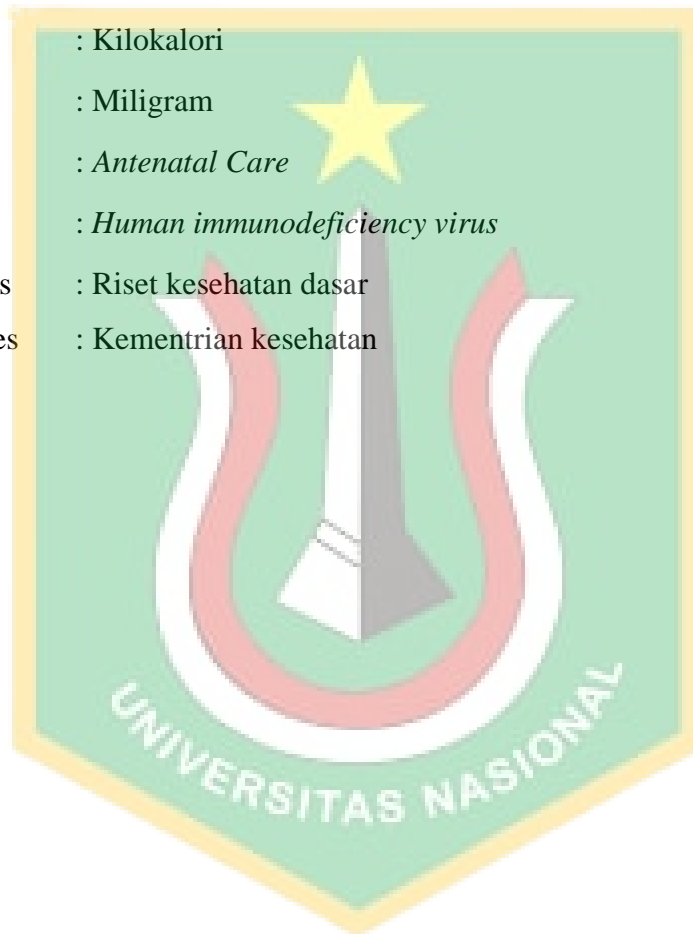 : Kilokalori
: Miligram
: Antenatal Care
: Human immunodeficiency virus
s : Riset kesehatan dasar
es : Kementrian kesehatan
UNIVERSITAS NASIONAL